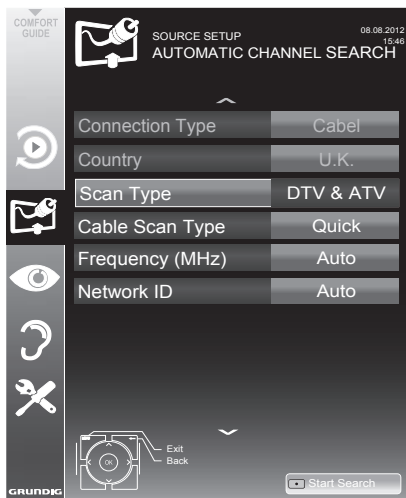 COMFORT
GUIDE
SOURCE SETUP
AUTOMATIC CHANNEL SEARCH
08.08.2012
15:46
Connection Type Cabel
Country U.K.
Scan Type DTV & ATV
Cable Scan Type Quick
Frequency (MHz) Auto
Network ID Auto
Exit
Back
OK
Start Search
GRUNDIG